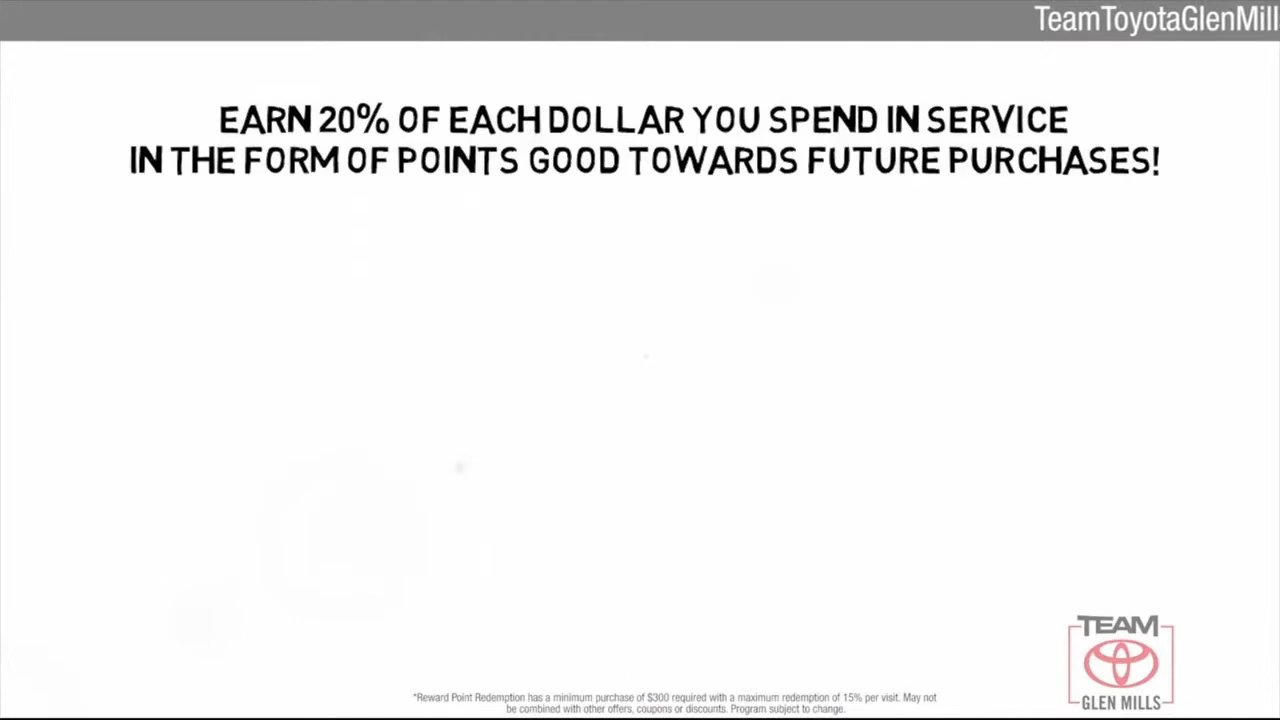 TeamToyotaGlenMill
EARN 20% OF EACH DOLLAR YOU SPEND IN SERVICE
IN THE FORM OF POINTS GOOD TOWARDS FUTURE PURCHASES!
TEAM
GLEN MILLS
*Reward Point Redemption has a minimum purchase of $300 required with a maximum redemption of 15% per visit. May not
be combined with other offers, coupons or discounts. Program subject to change.